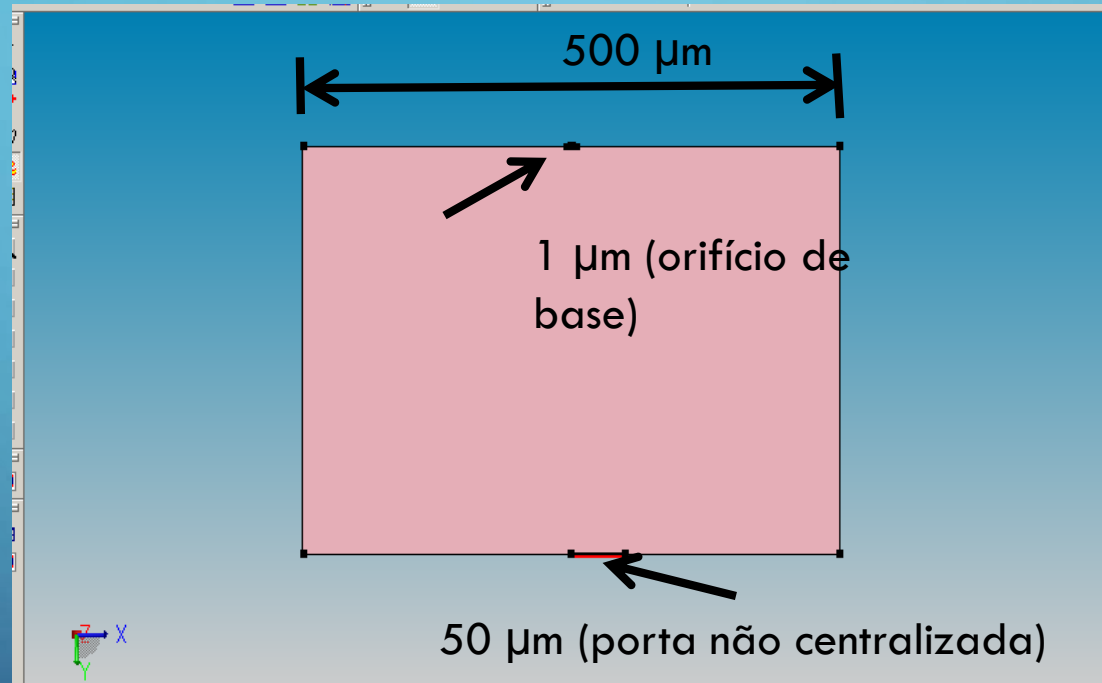 500 µm
1 µm (orifício de
base)
50 µm (porta não centralizada)
Z
X
Y